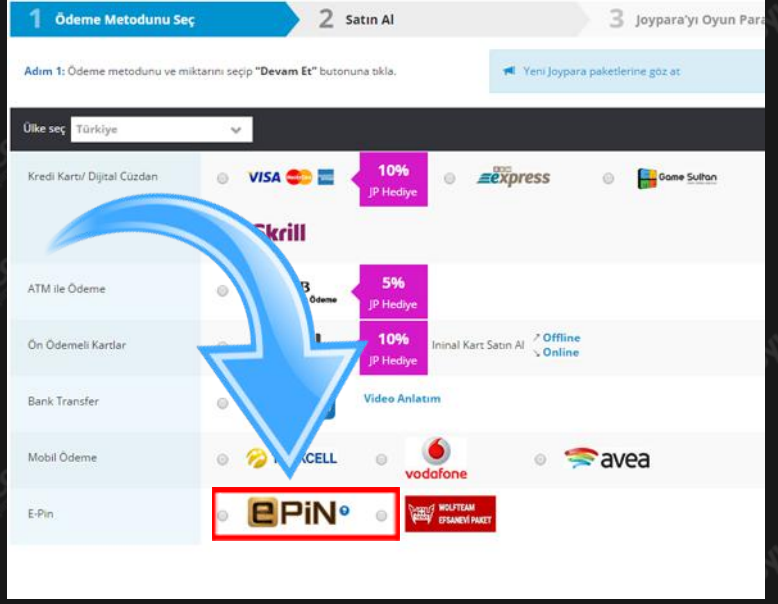 1 Ödeme Metodunu Seç
2 Satın Al
3 Joypara'yı Oyun Para
Adım 1: Ödeme metodunu ve miktarını seçip "Devam Et" butonuna tıkla.
Yeni Joypara paketlerine göz at
Ülke seç Türkiye
Kredi Kartı/ Dijital Cüzdan
VISA
10%
JP Hediye
express
Game Sultan
Skrill
ATM ile Ödeme
Ödeme
5%
JP Hediye
Ön Ödemeli Kartlar
10%
JP Hediye
Ininal Kart Satın Al
Offline
Online
Bank Transfer
Video Anlatım
Mobil Ödeme
CELL
vodafone
avea
E-Pin
ePiN ?
WOLFTEAM
EFSANEVİ PAKET